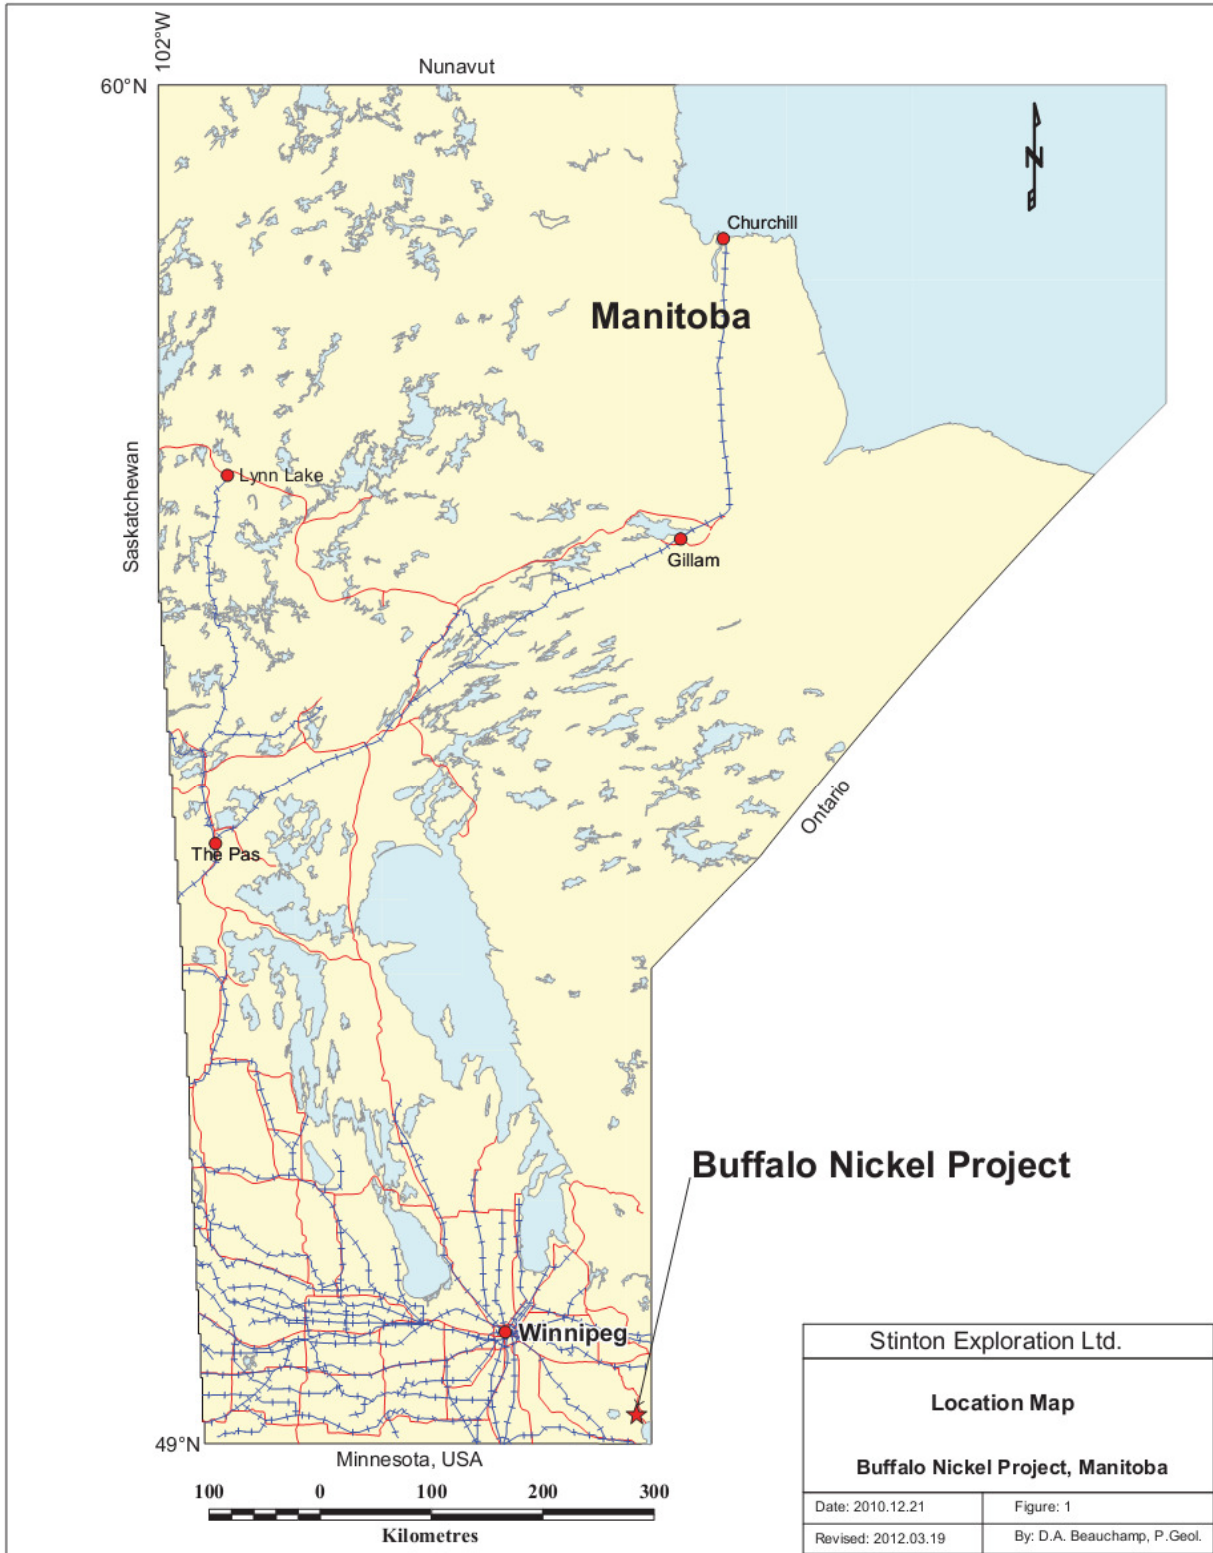 102°W
Nunavut
60°N
N
Churchill
Manitoba
Saskatchewan
Lynn Lake
Gillam
Ontario
The Pas
Buffalo Nickel Project
Winnipeg
49°N
Minnesota, USA
100 0 100 200 300
Kilometres
Stinton Exploration Ltd.
Location Map
Buffalo Nickel Project, Manitoba
Date: 2010.12.21 Figure: 1
Revised: 2012.03.19 By: D.A. Beauchamp, P.Geol.